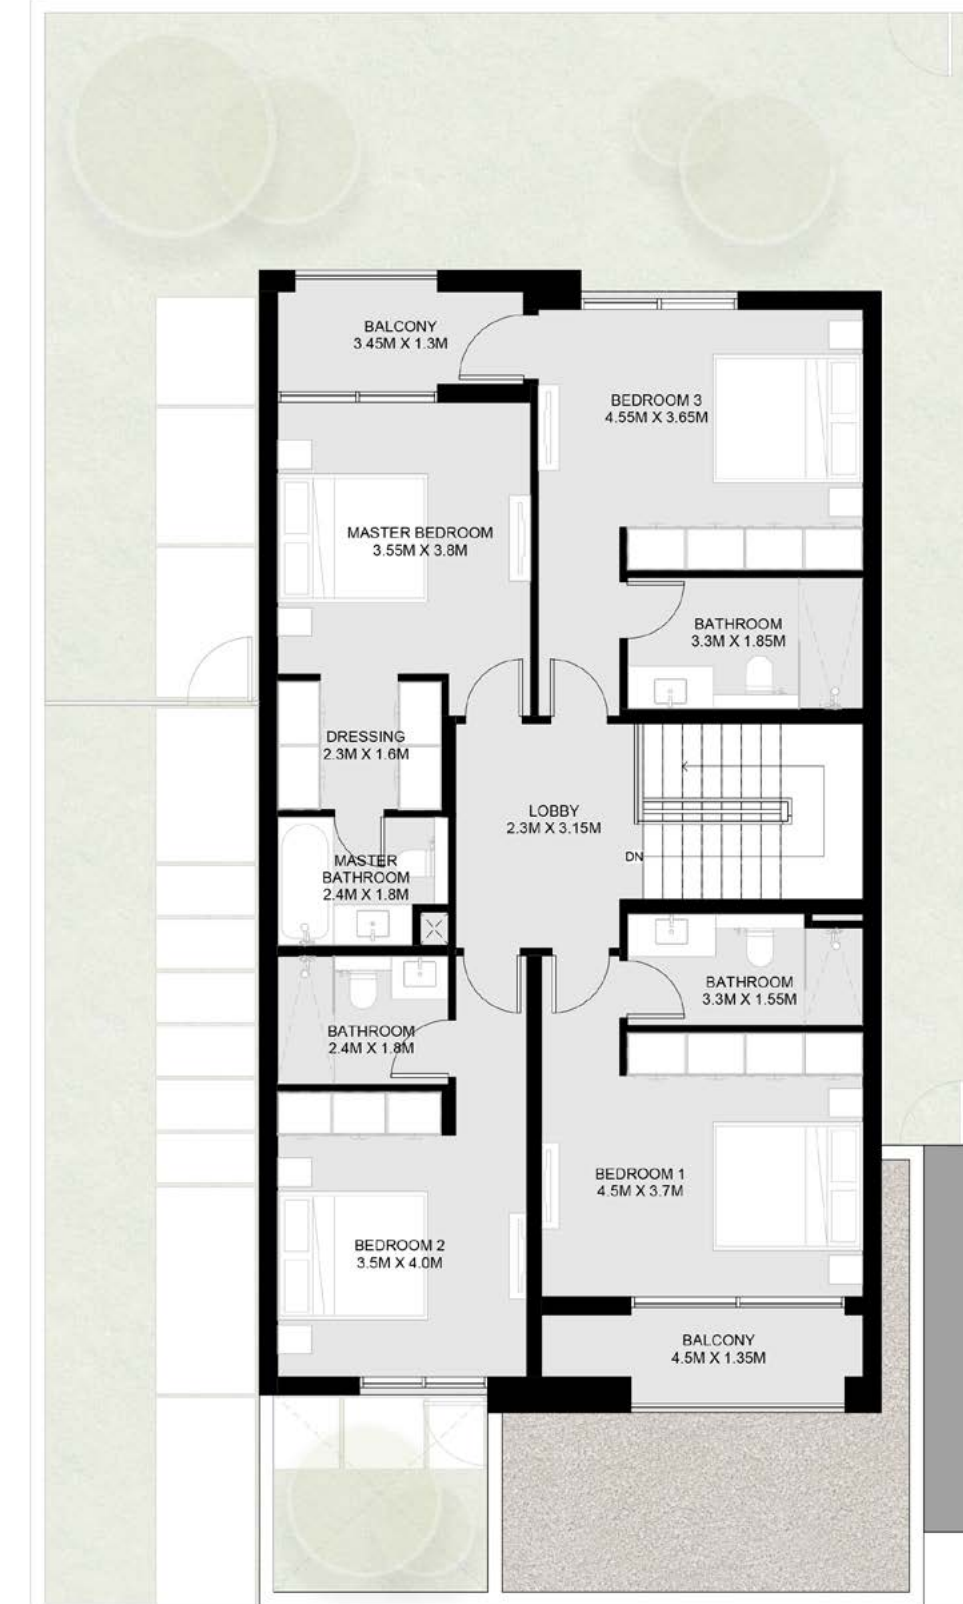 BALCONY
3.45M X 1.3M
BEDROOM 3
4.55M X 3.65M
MASTER BEDROOM
3.55M X 3.8M
BATHROOM
3.3M X 1.85M
DRESSING
2.3M X 1.6M
LOBBY
2.3M X 3.15M
DN
MASTER
BATHROOM
2.4M X 1.8M
BATHROOM
3.3M X 1.55M
BATHROOM
2.4M X 1.8M
BEDROOM 1
4.5M X 3.7M
BEDROOM 2
3.5M X 4.0M
BALCONY
4.5M X 1.35M